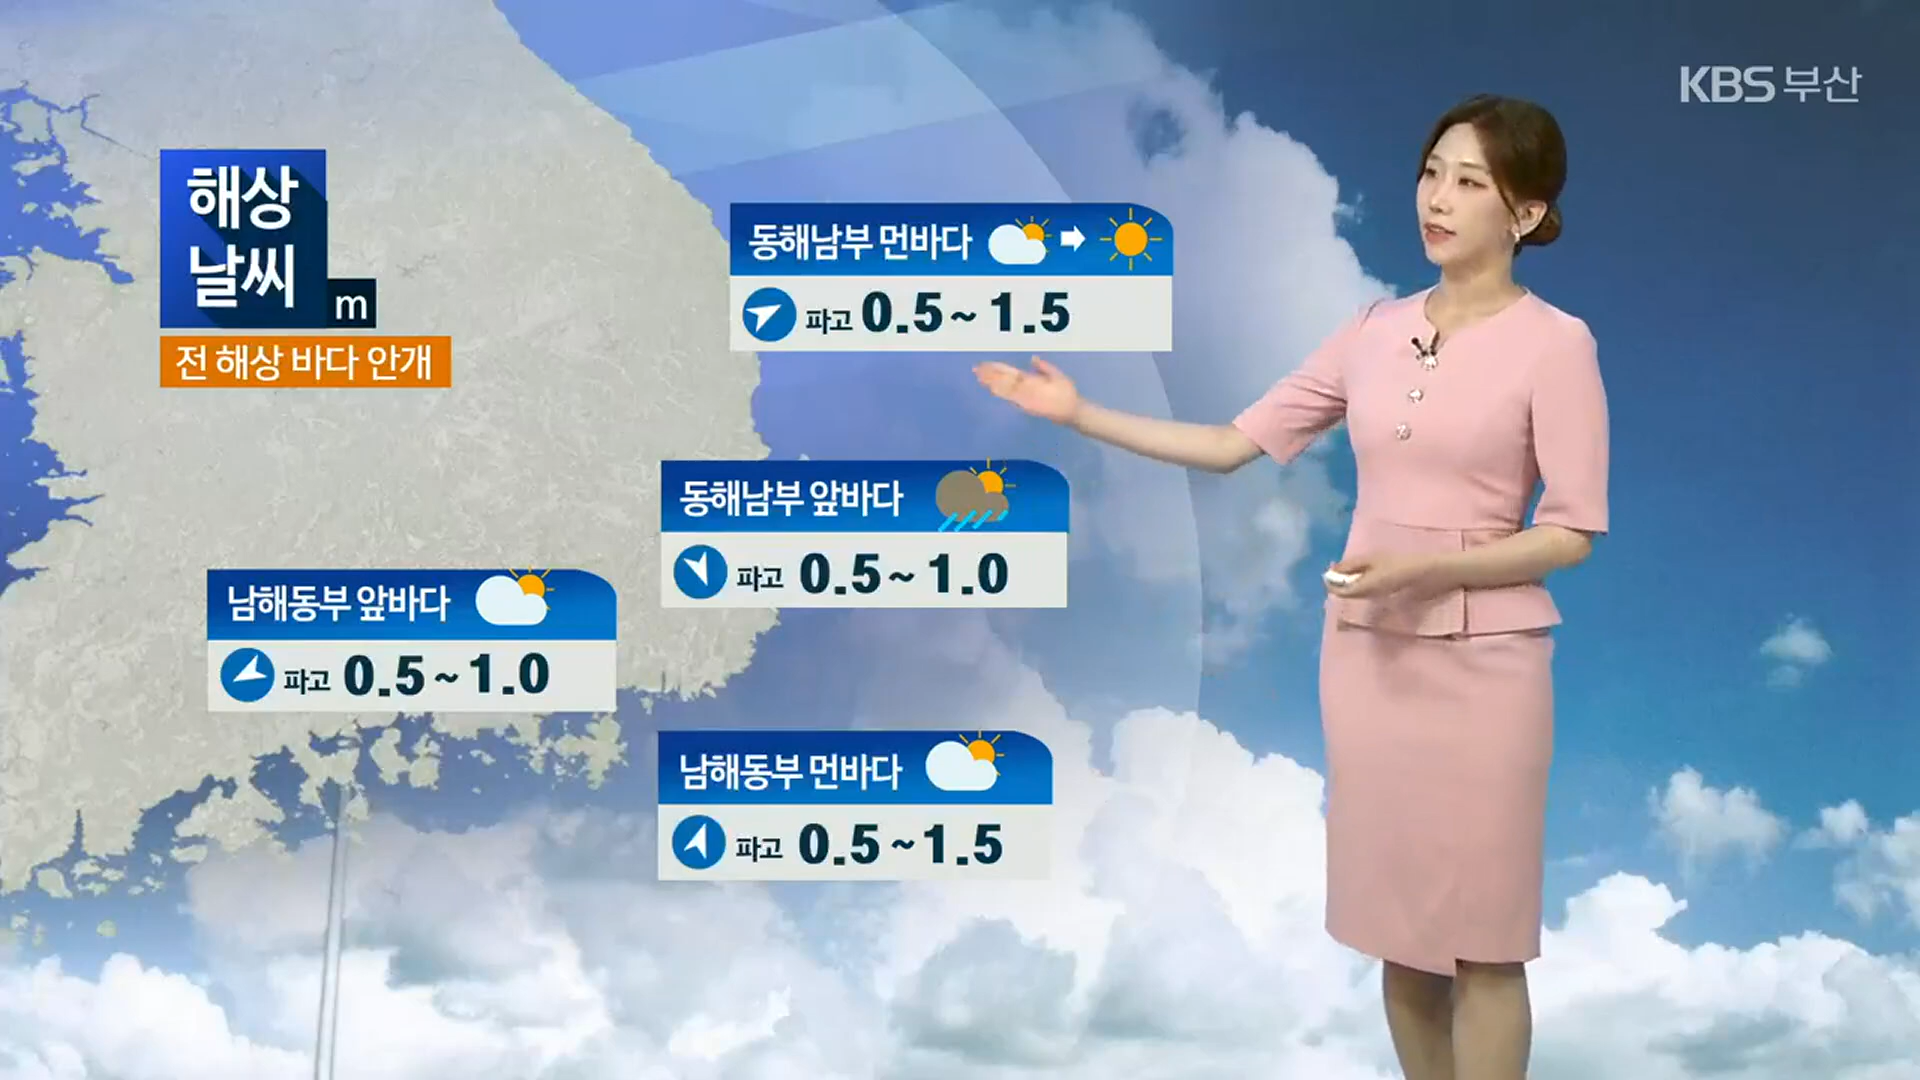 KBS 부산
해상
날씨
m
전 해상 바다 안개
동해남부 먼바다
파고 0.5~1.5
동해남부 앞바다
파고 0.5~1.0
남해동부 앞바다
파고 0.5~1.0
남해동부 먼바다
파고 0.5~1.5